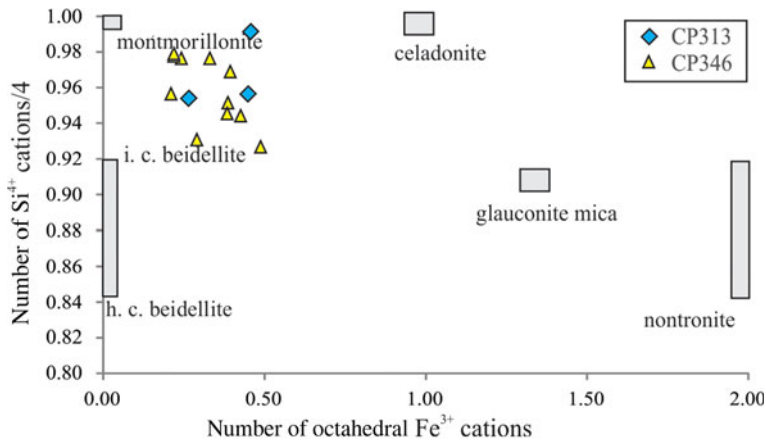 1.00
0.98
0.96
0.94
0.92
0.90
0.88
0.86
0.84
0.82
0.80
Number of Si⁴⁺ cations/4
montmorillonite
celadonite
CP313
CP346
i. c. beidellite
glauconite mica
h. c. beidellite
nontronite
0.00 0.50 1.00 1.50 2.00
Number of octahedral Fe³⁺ cations